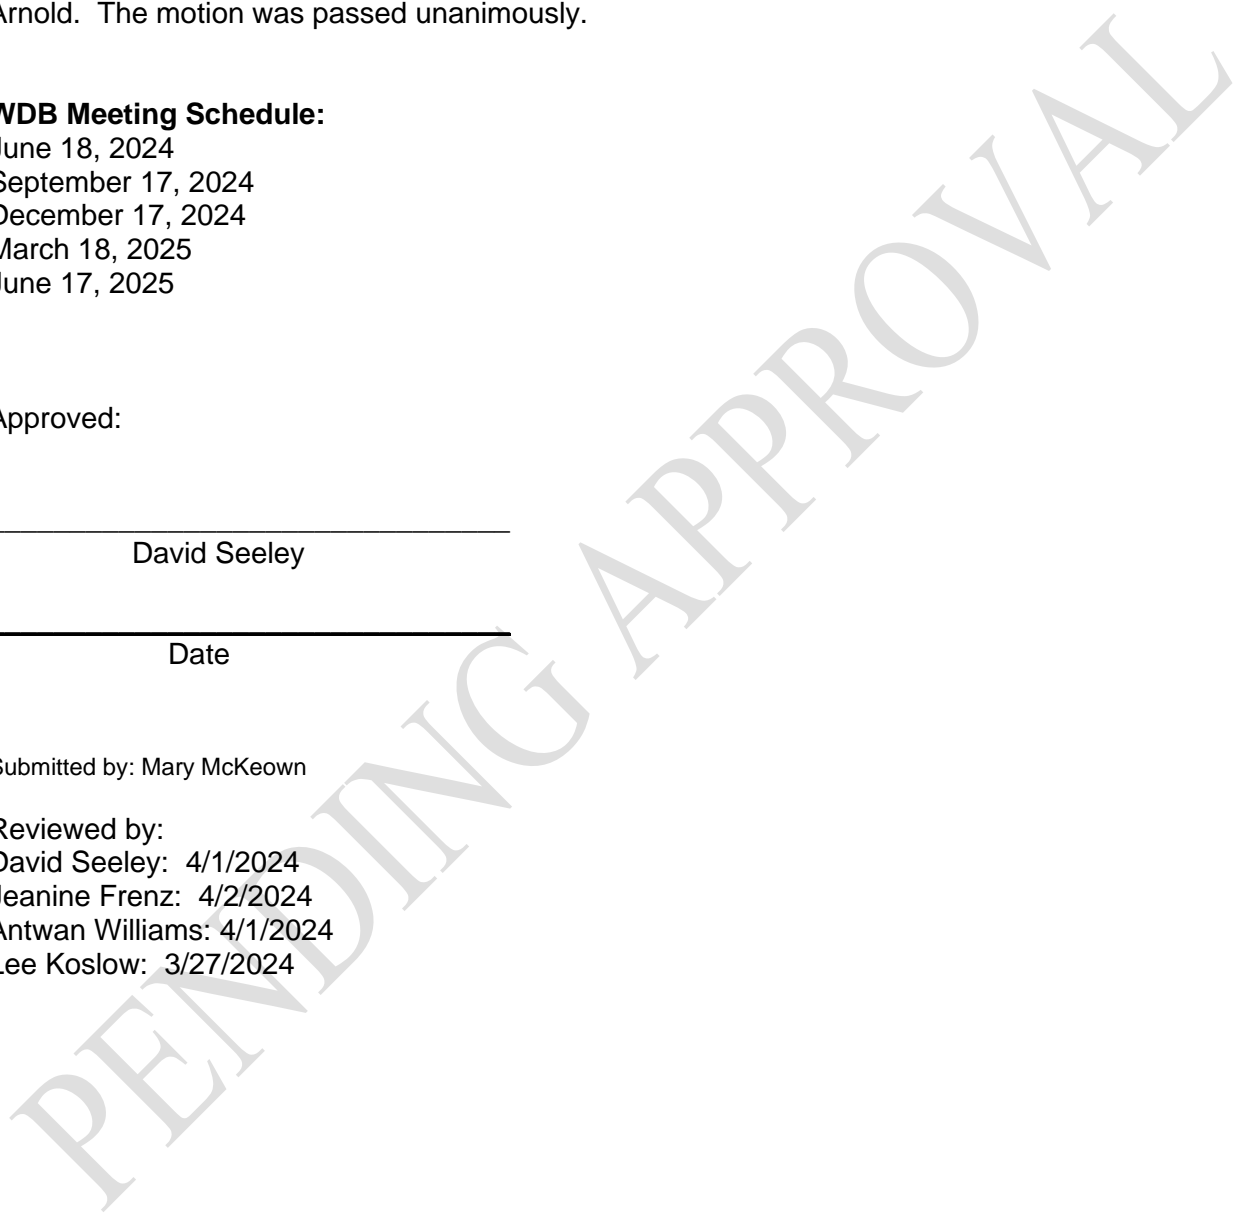 Arnold.  The motion was passed unanimously.
WDB Meeting Schedule:
June 18, 2024
September 17, 2024
December 17, 2024
March 18, 2025
June 17, 2025
Approved:
David Seeley
Date
Submitted by: Mary McKeown
Reviewed by:
David Seeley:  4/1/2024
Jeanine Frenz:  4/2/2024
Antwan Williams: 4/1/2024
Lee Koslow:  3/27/2024
PENDING APPROVAL